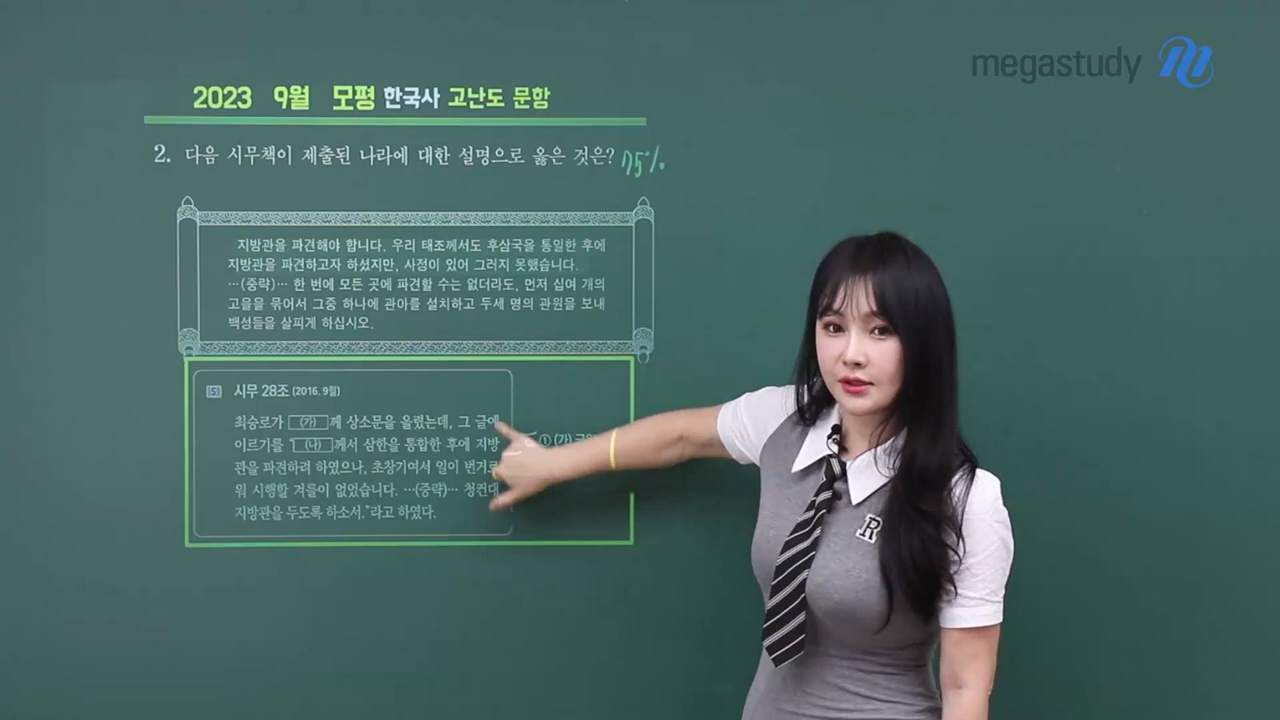 megastudy
2023 9월 모평 한국사 고난도 문항
2. 다음 시무책이 제출된 나라에 대한 설명으로 옳은 것은? 75%
지방관을 파견해야 합니다. 우리 태조께서도 후삼국을 통일한 후에
지방관을 파견하고자 하셨지만, 사정이 있어 그러지 못했습니다.
…(중략)… 한 번에 모든 곳에 파견할 수는 없더라도, 먼저 십여 개의
고을을 묶어서 그중 하나에 관아를 설치하고 두세 명의 관원을 보내
백성들을 살피게 하십시오.
5 시무 28조 (2016. 9월)
최승로가 (가) 께 상소문을 올렸는데, 그 글에
이르기를 “ (나) 께서 삼한을 통합한 후에 지방
관을 파견하려 하였으나, 초창기여서 일이 번거로
워 시행할 겨를이 없었습니다. …(중략)… 청컨대
지방관을 두도록 하소서.”라고 하였다.
① (가)
R